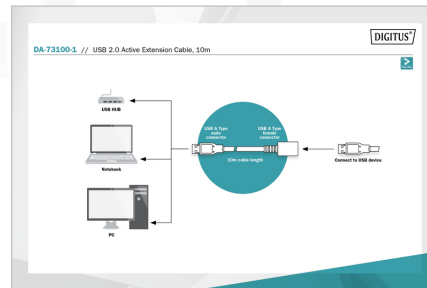 DIGITUS®
DA-73100-1 // USB 2.0 Active Extension Cable, 10m
USB HUB
USB A Type
male
connector
USB A Type
female
connector
10m cable length
Connect to USB device
Notebook
PC